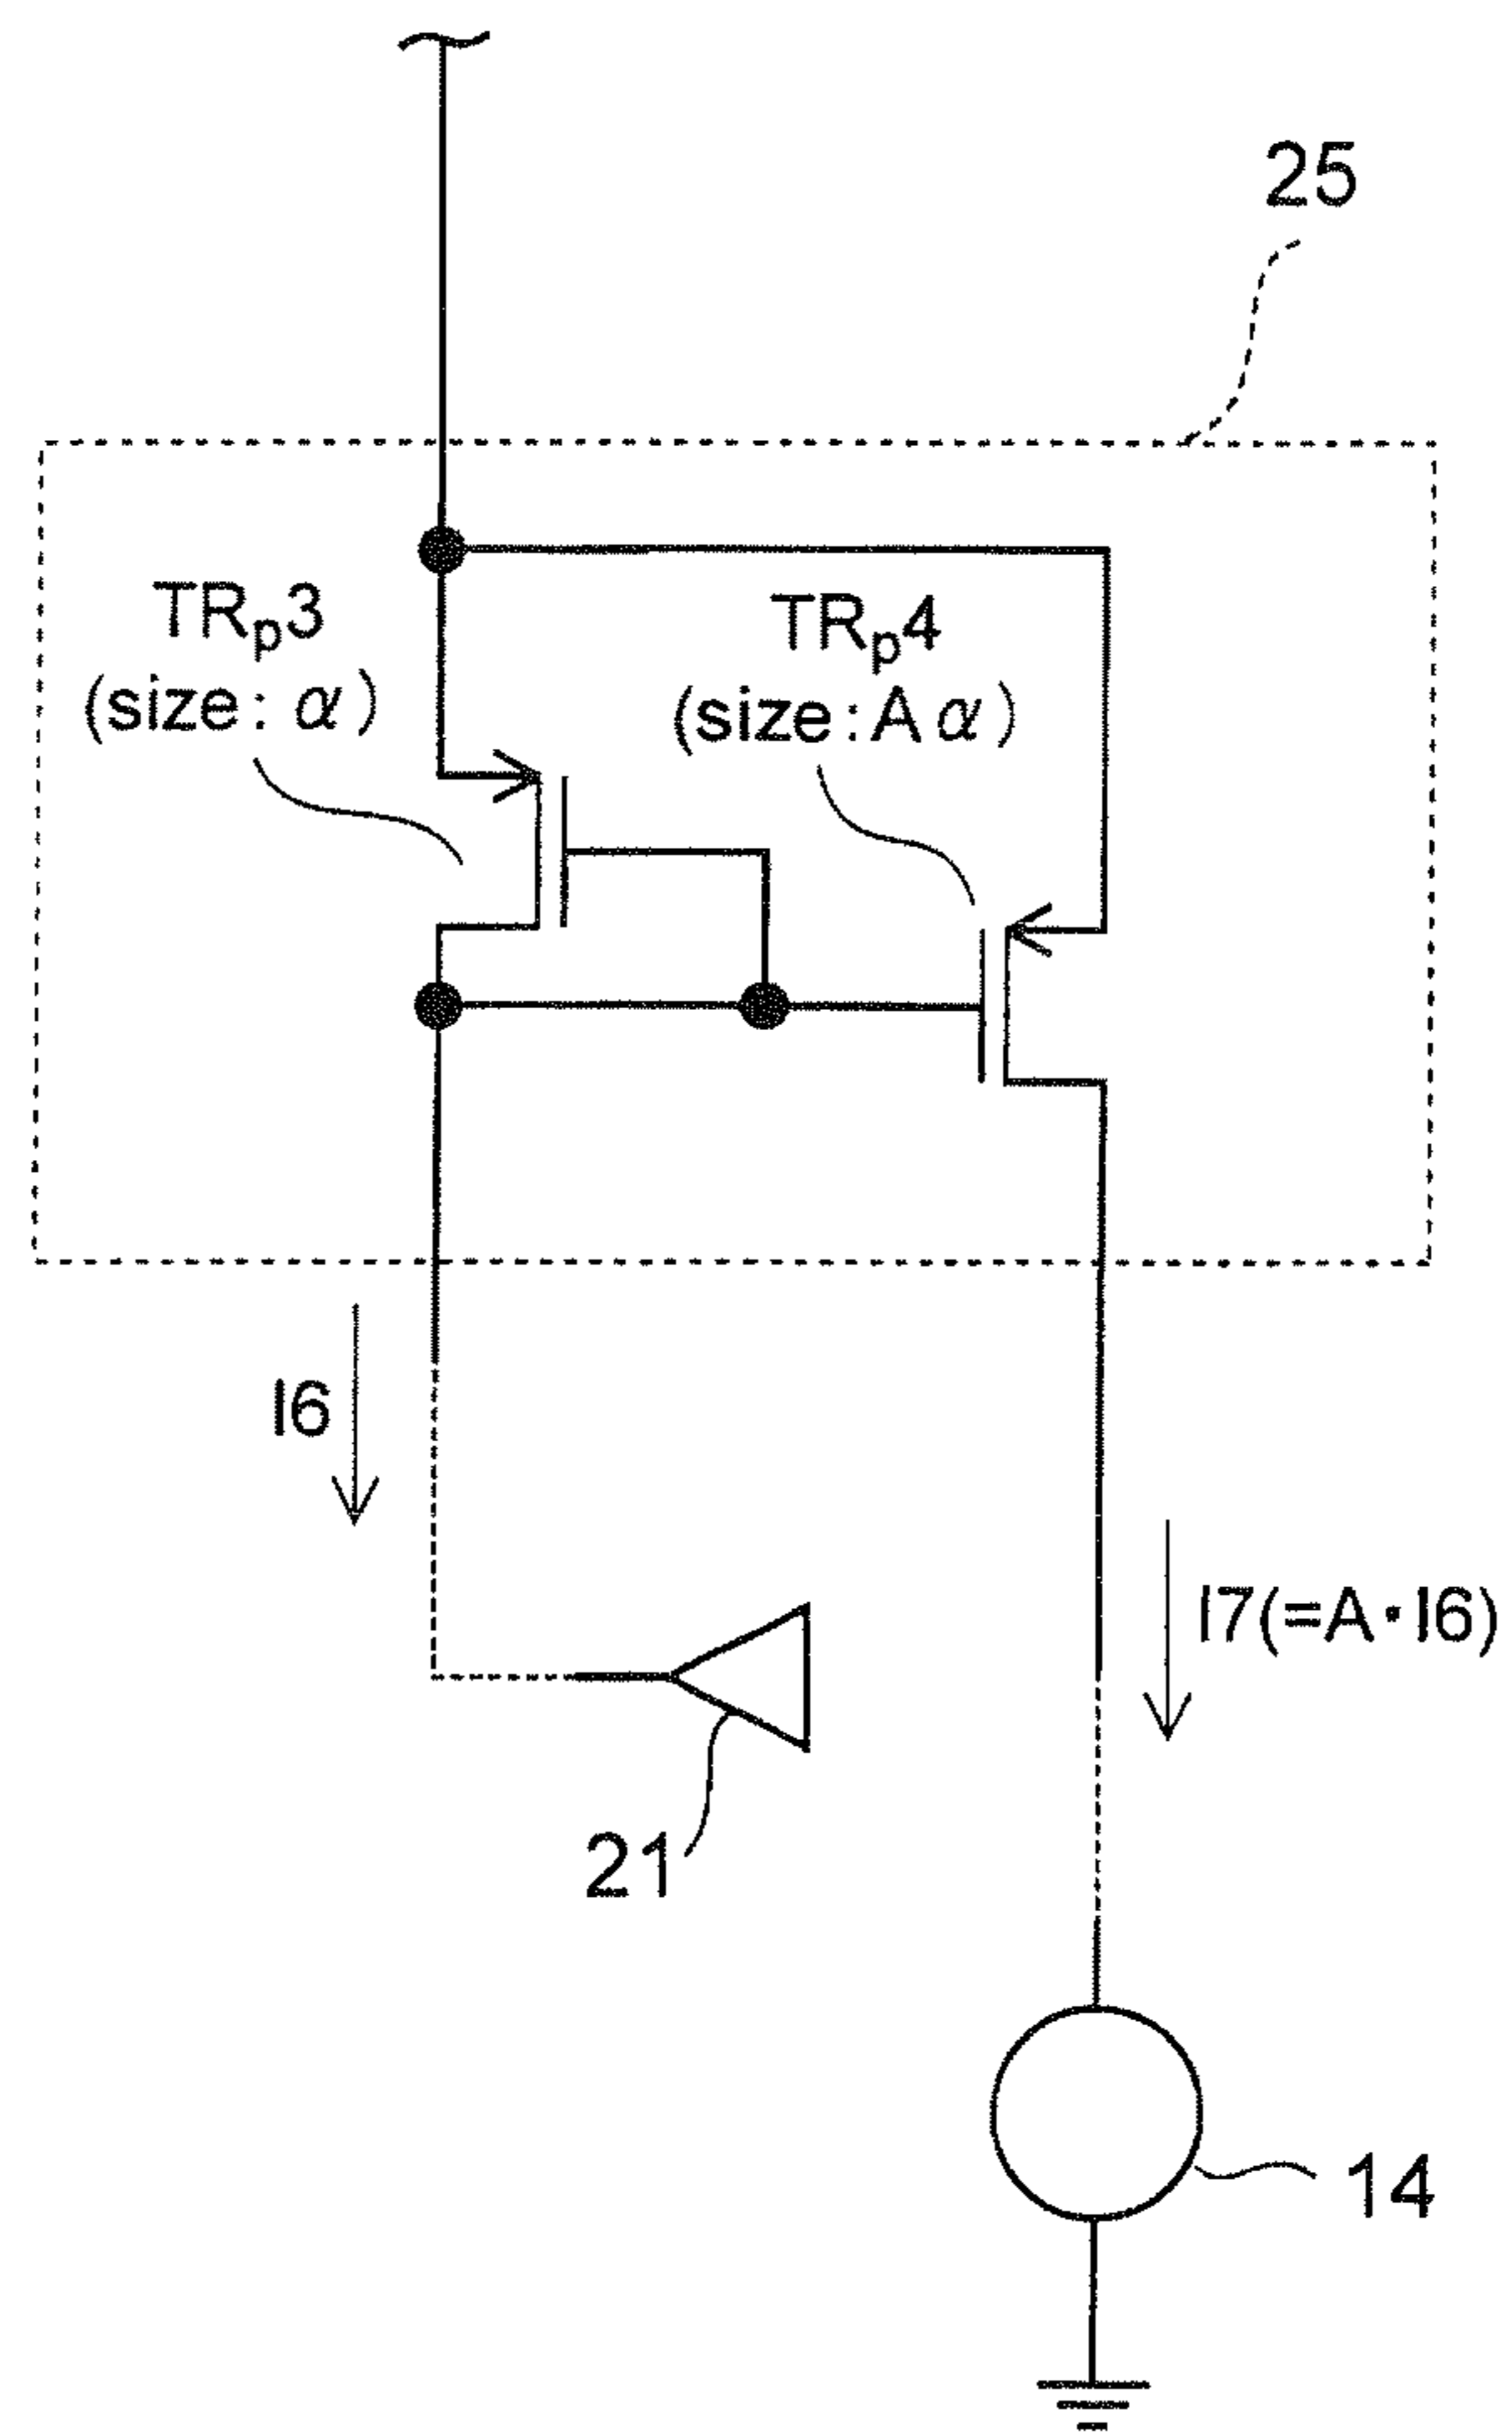 25
TRp3
(size: α)
TRp4
(size: Aα)
I6
I7(=A・I6)
21
14